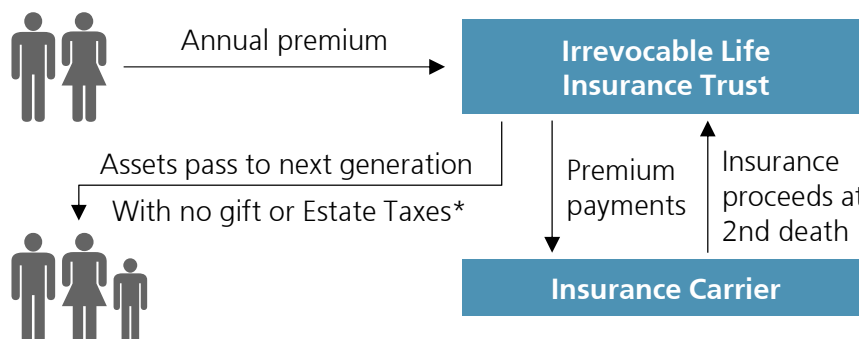 Annual premium
Irrevocable Life
Insurance Trust
Assets pass to next generation
With no gift or Estate Taxes*
Premium
payments
Insurance
proceeds at
2nd death
Insurance Carrier